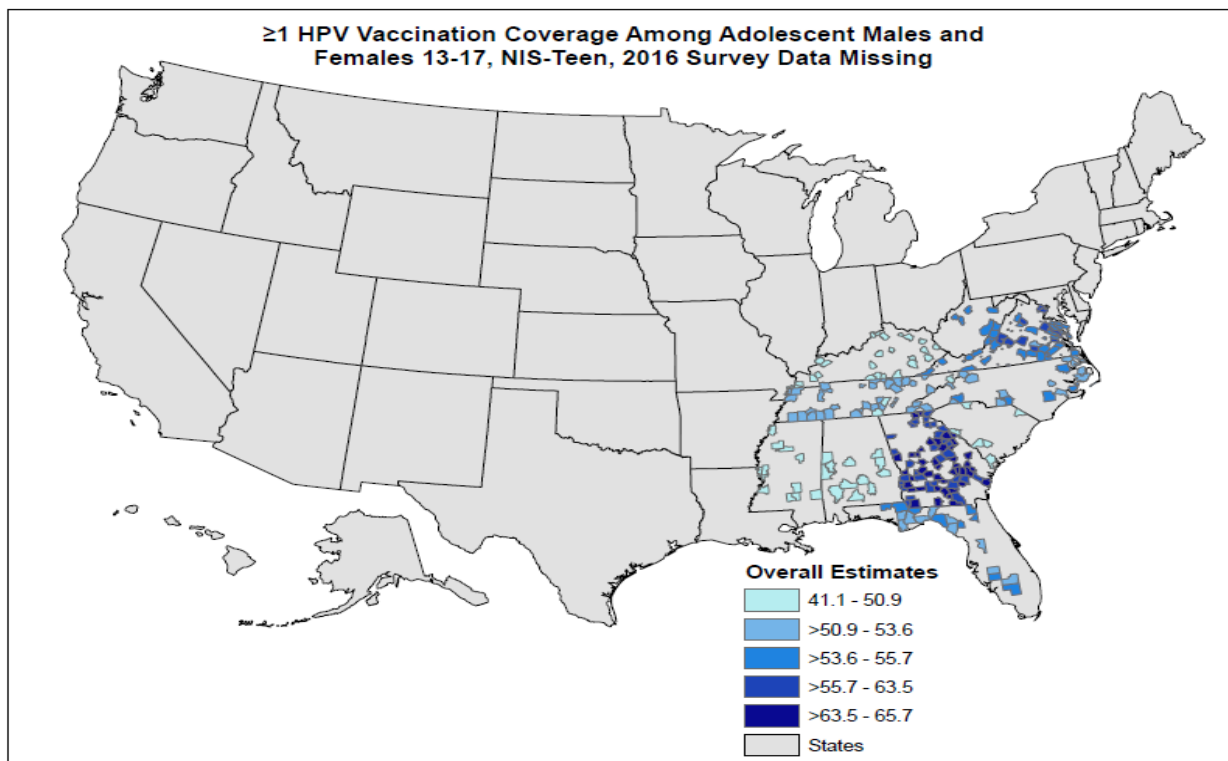 ≥1 HPV Vaccination Coverage Among Adolescent Males and
Females 13-17, NIS-Teen, 2016 Survey Data Missing
Overall Estimates
41.1 - 50.9
>50.9 - 53.6
>53.6 - 55.7
>55.7 - 63.5
>63.5 - 65.7
States